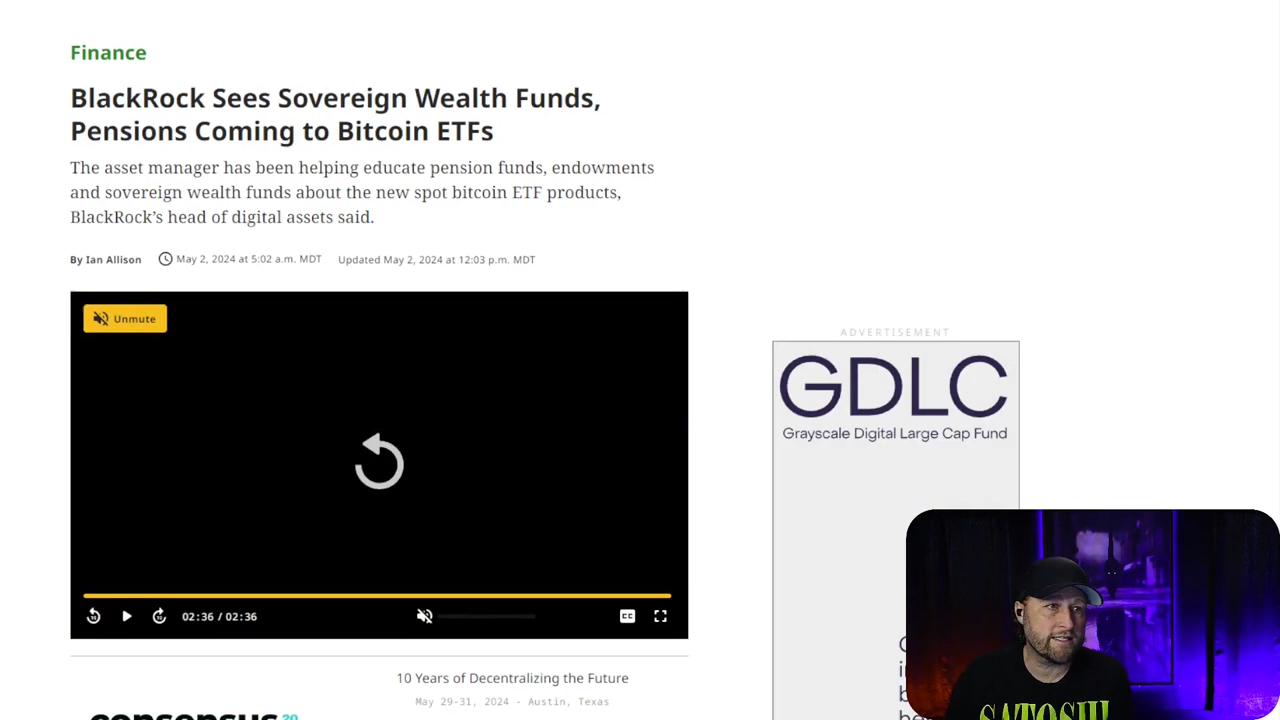 Finance
BlackRock Sees Sovereign Wealth Funds,
Pensions Coming to Bitcoin ETFs
The asset manager has been helping educate pension funds, endowments
and sovereign wealth funds about the new spot bitcoin ETF products,
BlackRock’s head of digital assets said.
By Ian Allison May 2, 2024 at 5:02 a.m. MDT Updated May 2, 2024 at 12:03 p.m. MDT
Unmute
02:36 / 02:36
CC
ADVERTISEMENT
GDLC
Grayscale Digital Large Cap Fund
10 Years of Decentralizing the Future
May 29-31, 2024 - Austin, Texas
consensus
SATOSHI